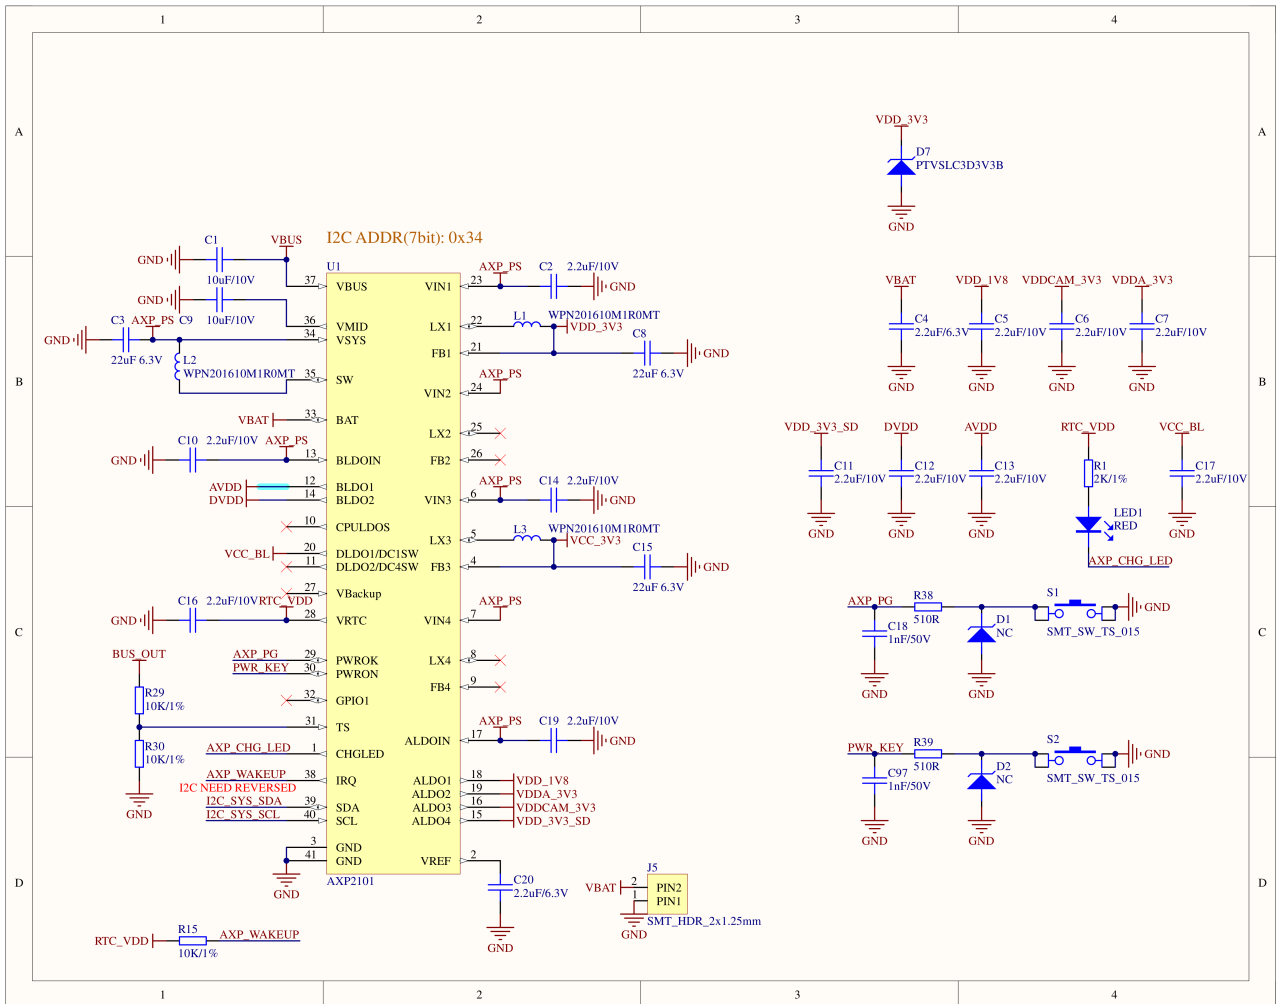 1 2 3 4
A A
VDD_3V3
D7
PTVSLC3D3V3B
GND
I2C ADDR(7bit): 0x34
C1
VBUS
GND
10uF/10V
GND
10uF/10V
C3 AXP_PS C9
GND
22uF 6.3V
L2
WPN201610M1R0MT
VBAT
C10 2.2uF/10V
AXP_PS
GND
AVDD
DVDD
VCC_BL
C16 2.2uF/10V RTC_VDD
GND
AXP_PG
BUS_OUT
PWR_KEY
R29
10K/1%
R30
10K/1%
GND
AXP_CHG_LED
AXP_WAKEUP
I2C NEED REVERSED
I2C_SYS_SDA
I2C_SYS_SCL
GND
U1
37 VBUS
36 VMID
34 VSYS
35 SW
33 BAT
13 BLDOIN
12 BLDO1
14 BLDO2
10 CPULDOS
20 DLDO1/DC1SW
11 DLDO2/DC4SW
27 VBackup
28 VRTC
29 PWROK
30 PWRON
32 GPIO1
31 TS
1 CHGLED
38 IRQ
39 SDA
40 SCL
3 GND
41 GND
AXP2101
VIN1 23
LX1 22
FB1 21
VIN2 24
LX2 25
FB2 26
VIN3 6
LX3 5
FB3 4
VIN4 7
LX4 8
FB4 9
ALDOIN 17
ALDO1 18
ALDO2 19
ALDO3 16
ALDO4 15
VREF 2
AXP_PS
C2 2.2uF/10V
GND
L1 WPN201610M1R0MT
VDD_3V3
C8
GND
22uF 6.3V
AXP_PS
AXP_PS
C14 2.2uF/10V
GND
L3 WPN201610M1R0MT
VCC_3V3
C15
GND
22uF 6.3V
AXP_PS
AXP_PS
C19 2.2uF/10V
GND
VDD_1V8
VDDA_3V3
VDDCAM_3V3
VDD_3V3_SD
C20
2.2uF/6.3V
GND
J5
VBAT 2 PIN2
1 PIN1
SMT_HDR_2x1.25mm
GND
RTC_VDD R15 AXP_WAKEUP
10K/1%
B B
VBAT VDD_1V8 VDDCAM_3V3 VDDA_3V3
C4 C5 C6 C7
2.2uF/6.3V 2.2uF/10V 2.2uF/10V 2.2uF/10V
GND GND GND GND
VDD_3V3_SD DVDD AVDD RTC_VDD VCC_BL
C11 C12 C13 R1 C17
2.2uF/10V 2.2uF/10V 2.2uF/10V 2K/1% 2.2uF/10V
GND GND GND GND
LED1
RED
AXP_CHG_LED
C C
AXP_PG R38 S1
510R
C18
1nF/50V
D1
NC
GND
SMT_SW_TS_015
GND GND
PWR_KEY R39 S2
510R
C97
1nF/50V
D2
NC
GND
SMT_SW_TS_015
GND GND
D D
1 2 3 4